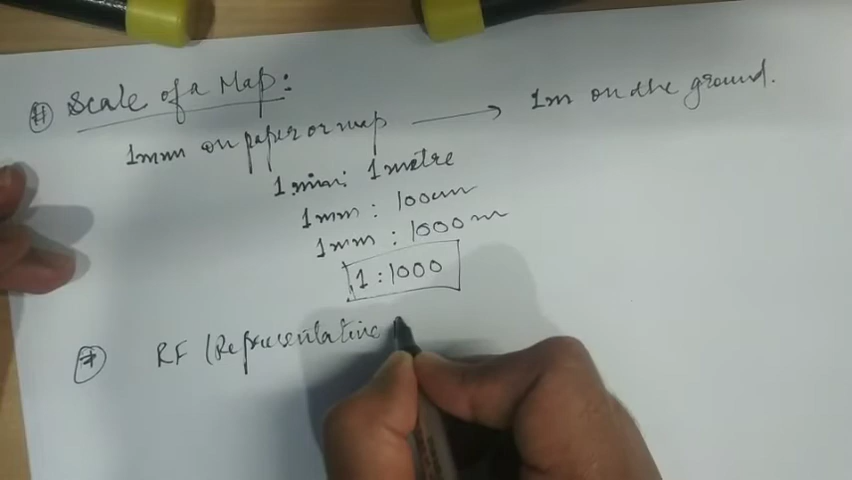 # Scale of a Map:
1mm on paper or map → 1m on the ground.
1mm: 1metre
1mm : 100cm
1mm : 1000m
1:1000
* RF (Representative